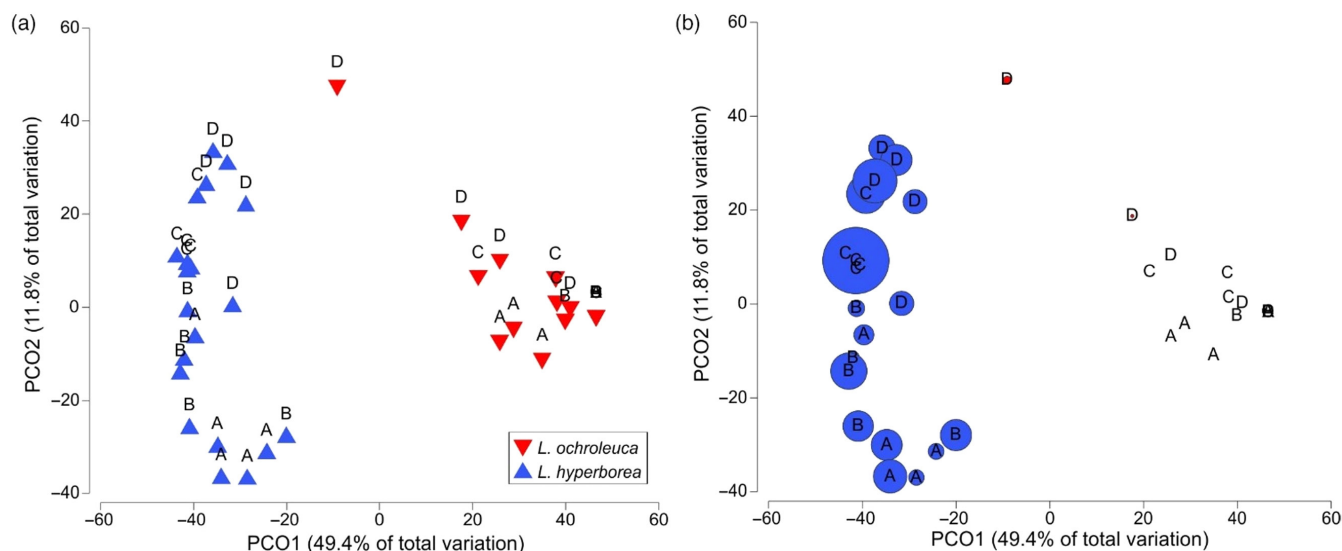 (a)
60
40
20
0
−20
−40
−60
−40
−20
0
20
40
60
PCO2 (11.8% of total variation)
PCO1 (49.4% of total variation)
D
D
D
D
C
D
C
C
C
C
B
D
A
B
B
B
A
A
A
A
B
D
C
D
C
C
D
B
A
A
A
B
L. ochroleuca
L. hyperborea
(b)
60
40
20
0
−20
−40
−60
−40
−20
0
20
40
60
PCO2 (11.8% of total variation)
PCO1 (49.4% of total variation)
D
D
D
D
C
D
C
C
C
C
B
D
A
B
B
B
A
A
A
A
B
D
D
C
C
C
D
B
A
A
A